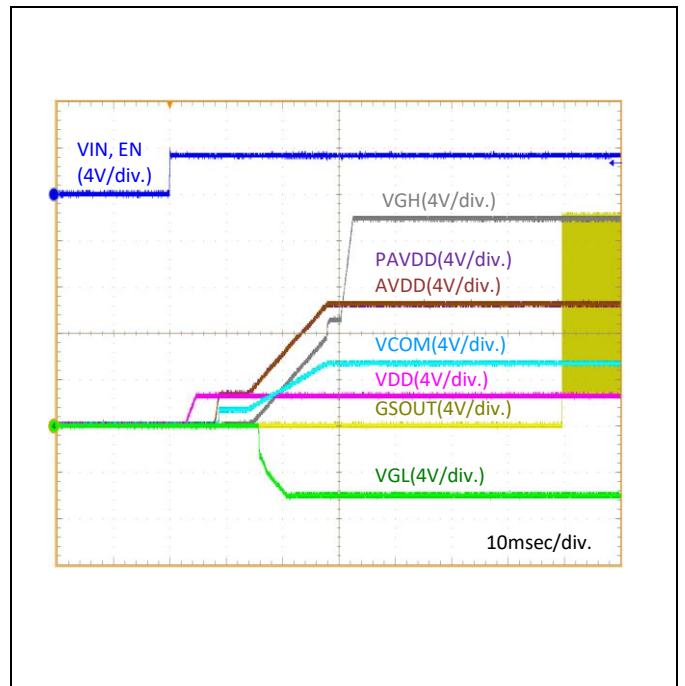 VIN, EN
(4V/div.)
VGH(4V/div.)
PAVDD(4V/div.)
AVDD(4V/div.)
VCOM(4V/div.)
VDD(4V/div.)
GSOUT(4V/div.)
VGL(4V/div.)
10msec/div.